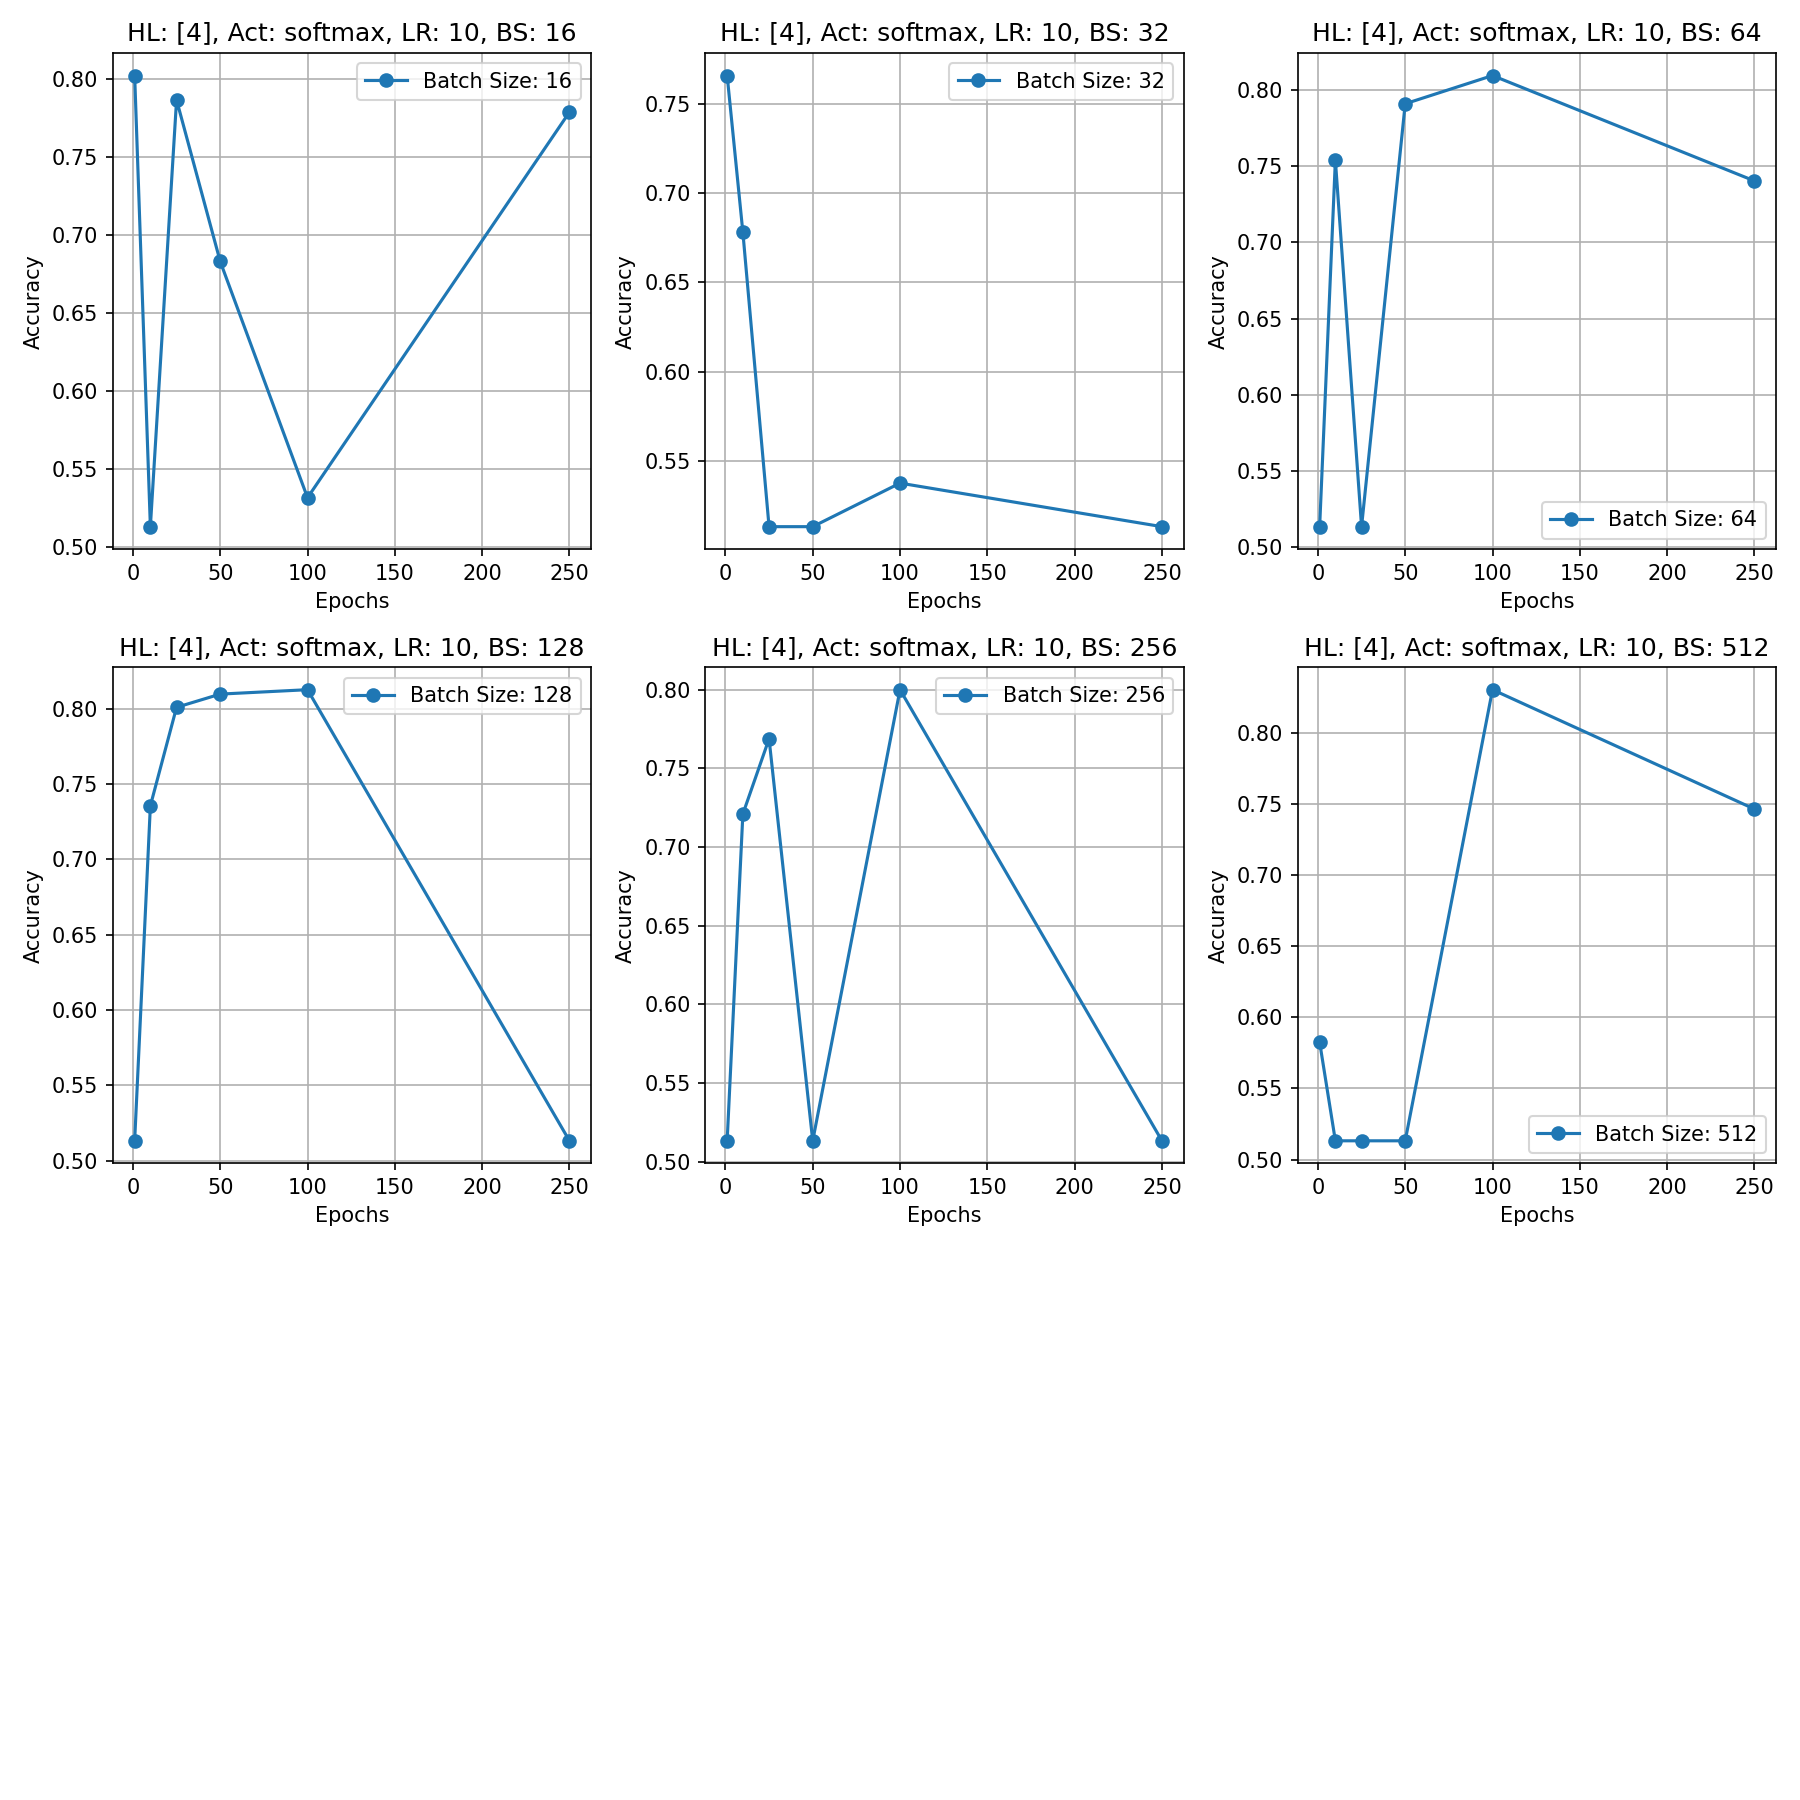 HL: [4], Act: softmax, LR: 10, BS: 16
Batch Size: 16
0.80
0.75
0.70
0.65
0.60
0.55
0.50
Accuracy
0 50 100 150 200 250
Epochs
HL: [4], Act: softmax, LR: 10, BS: 32
Batch Size: 32
0.75
0.70
0.65
0.60
0.55
Accuracy
0 50 100 150 200 250
Epochs
HL: [4], Act: softmax, LR: 10, BS: 64
0.80
0.75
0.70
0.65
0.60
0.55
0.50
Accuracy
Batch Size: 64
0 50 100 150 200 250
Epochs
HL: [4], Act: softmax, LR: 10, BS: 128
Batch Size: 128
0.80
0.75
0.70
0.65
0.60
0.55
0.50
Accuracy
0 50 100 150 200 250
Epochs
HL: [4], Act: softmax, LR: 10, BS: 256
Batch Size: 256
0.80
0.75
0.70
0.65
0.60
0.55
0.50
Accuracy
0 50 100 150 200 250
Epochs
HL: [4], Act: softmax, LR: 10, BS: 512
0.80
0.75
0.70
0.65
0.60
0.55
0.50
Accuracy
Batch Size: 512
0 50 100 150 200 250
Epochs